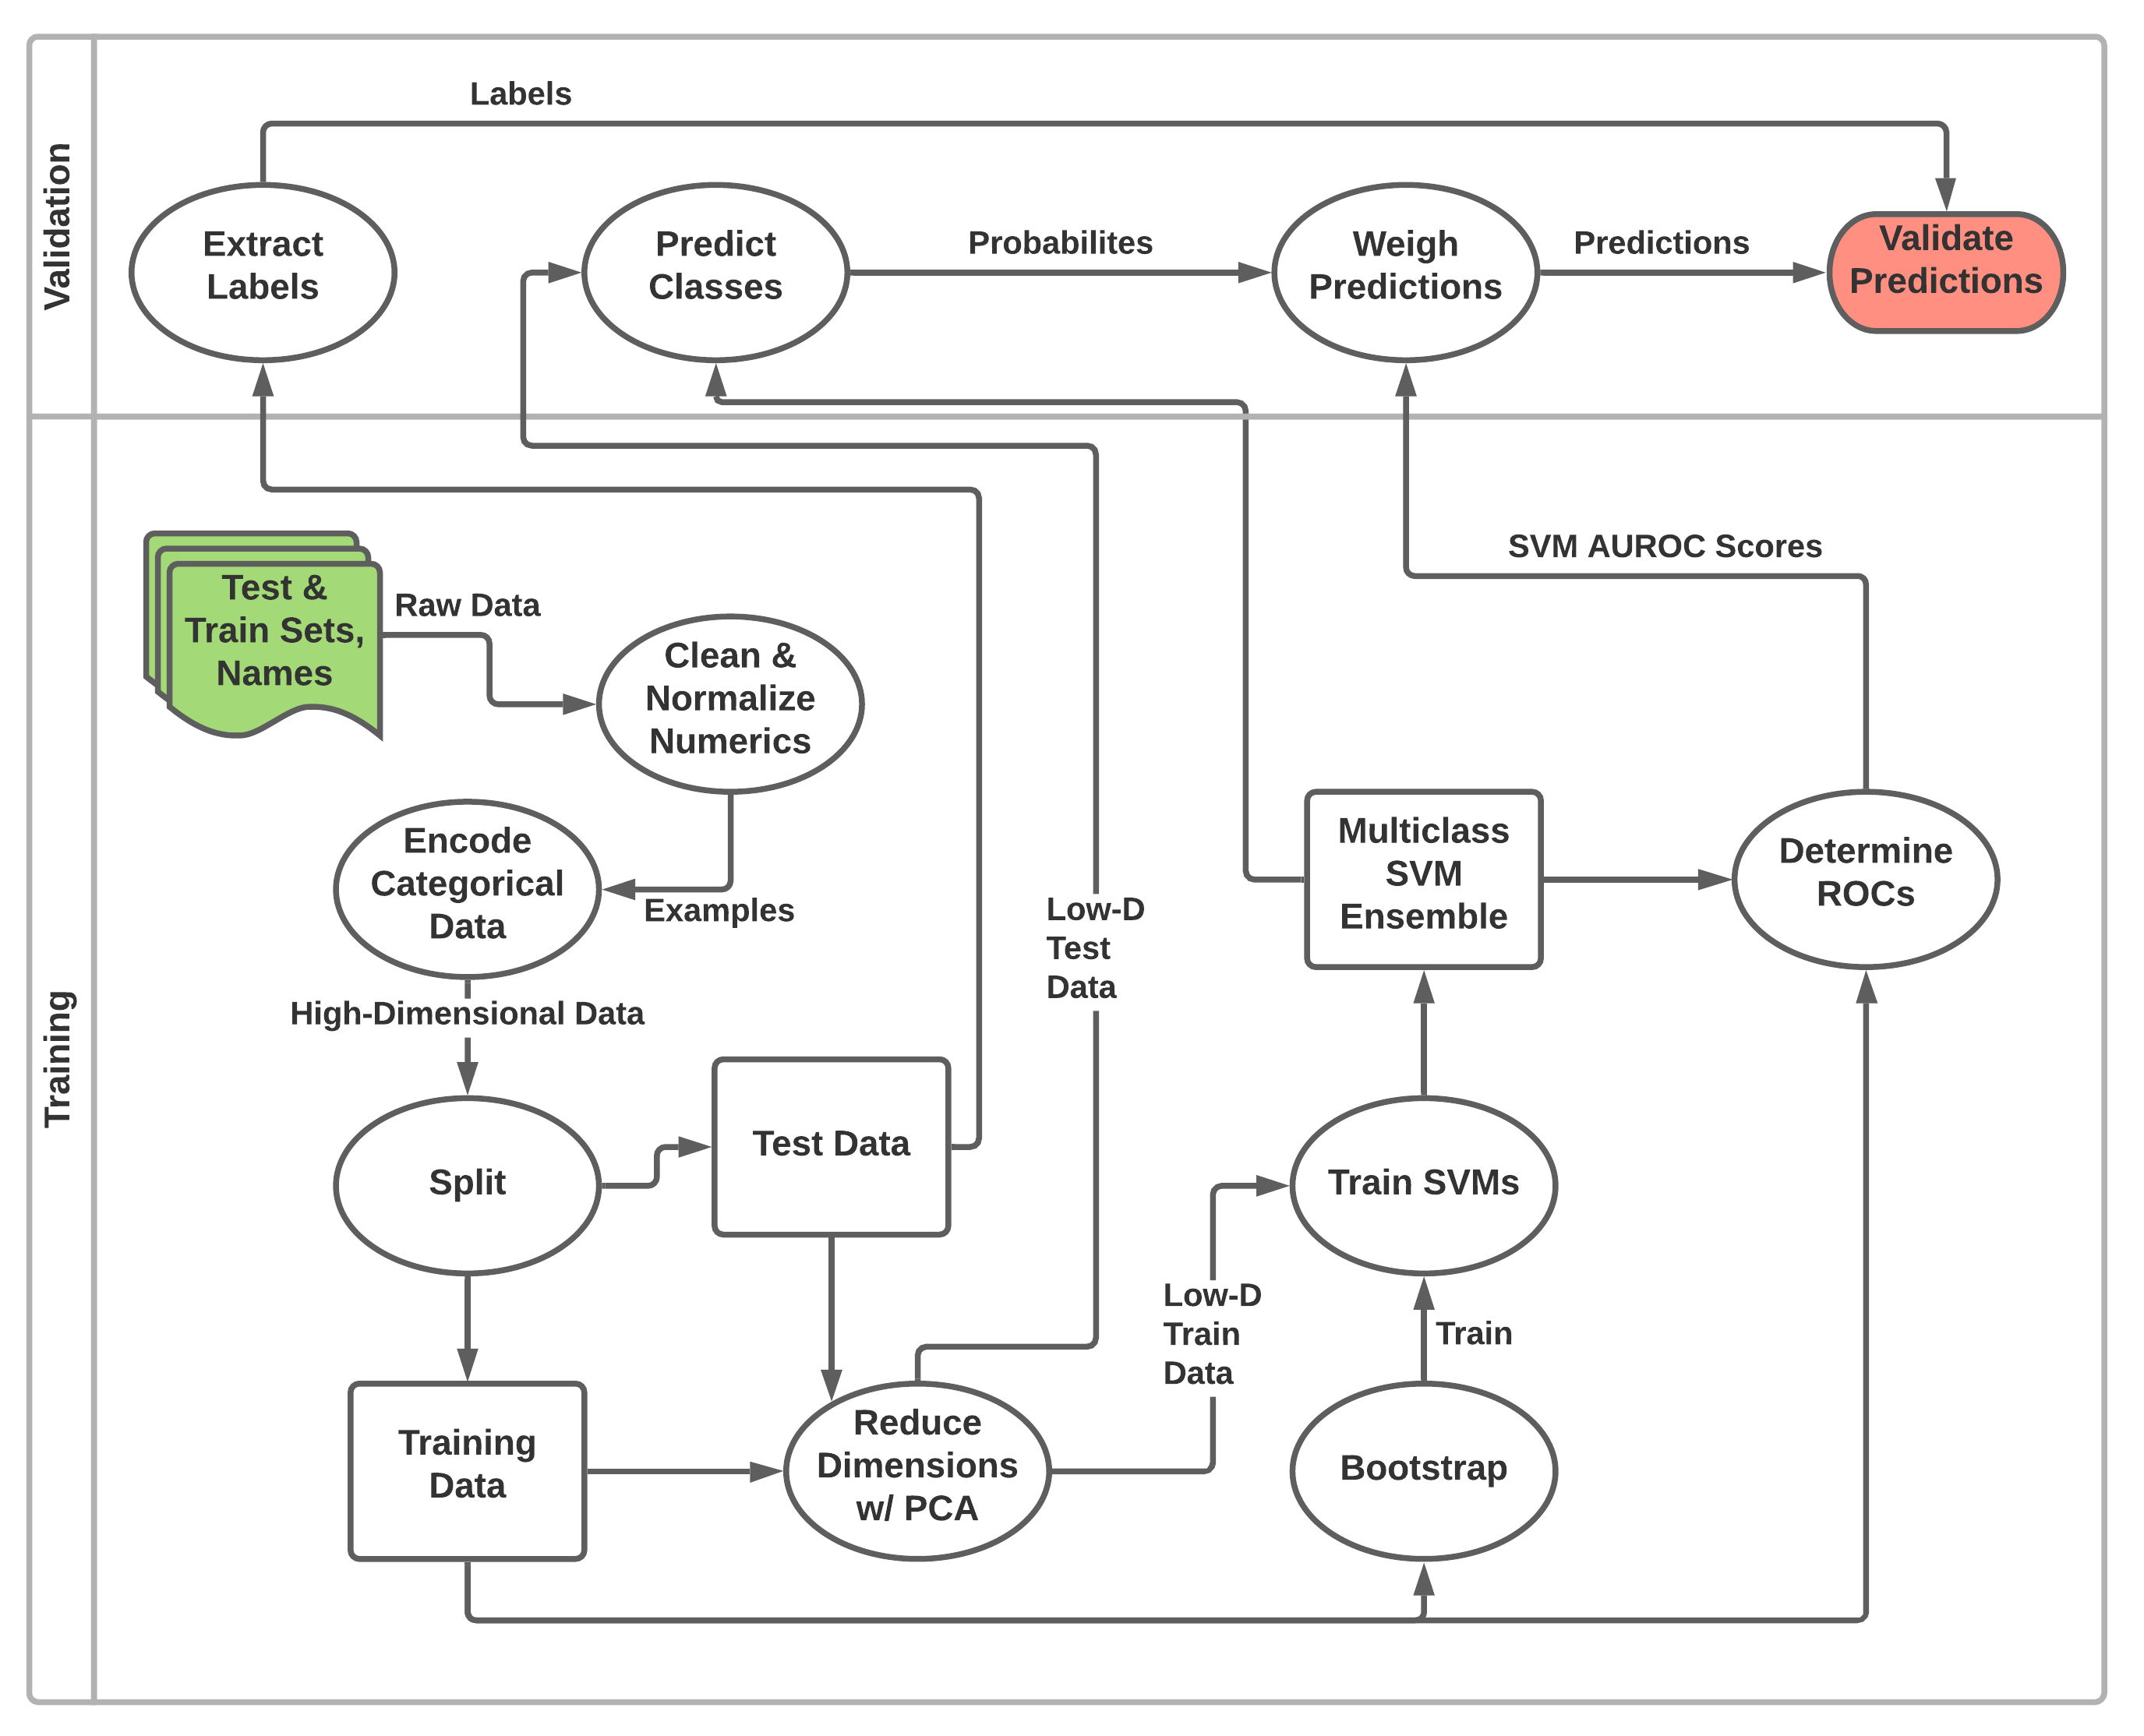 Validation
Labels
Extract
Labels
Predict
Classes
Probabilites
Weigh
Predictions
Predictions
Validate
Predictions
Training
Test &
Train Sets,
Names
Raw Data
Clean &
Normalize
Numerics
SVM AUROC Scores
Encode
Categorical
Data
Examples
Low-D
Test
Data
Multiclass
SVM
Ensemble
Determine
ROCs
High-Dimensional Data
Split
Test Data
Train SVMs
Low-D
Train
Data
Train
Training
Data
Reduce
Dimensions
w/ PCA
Bootstrap